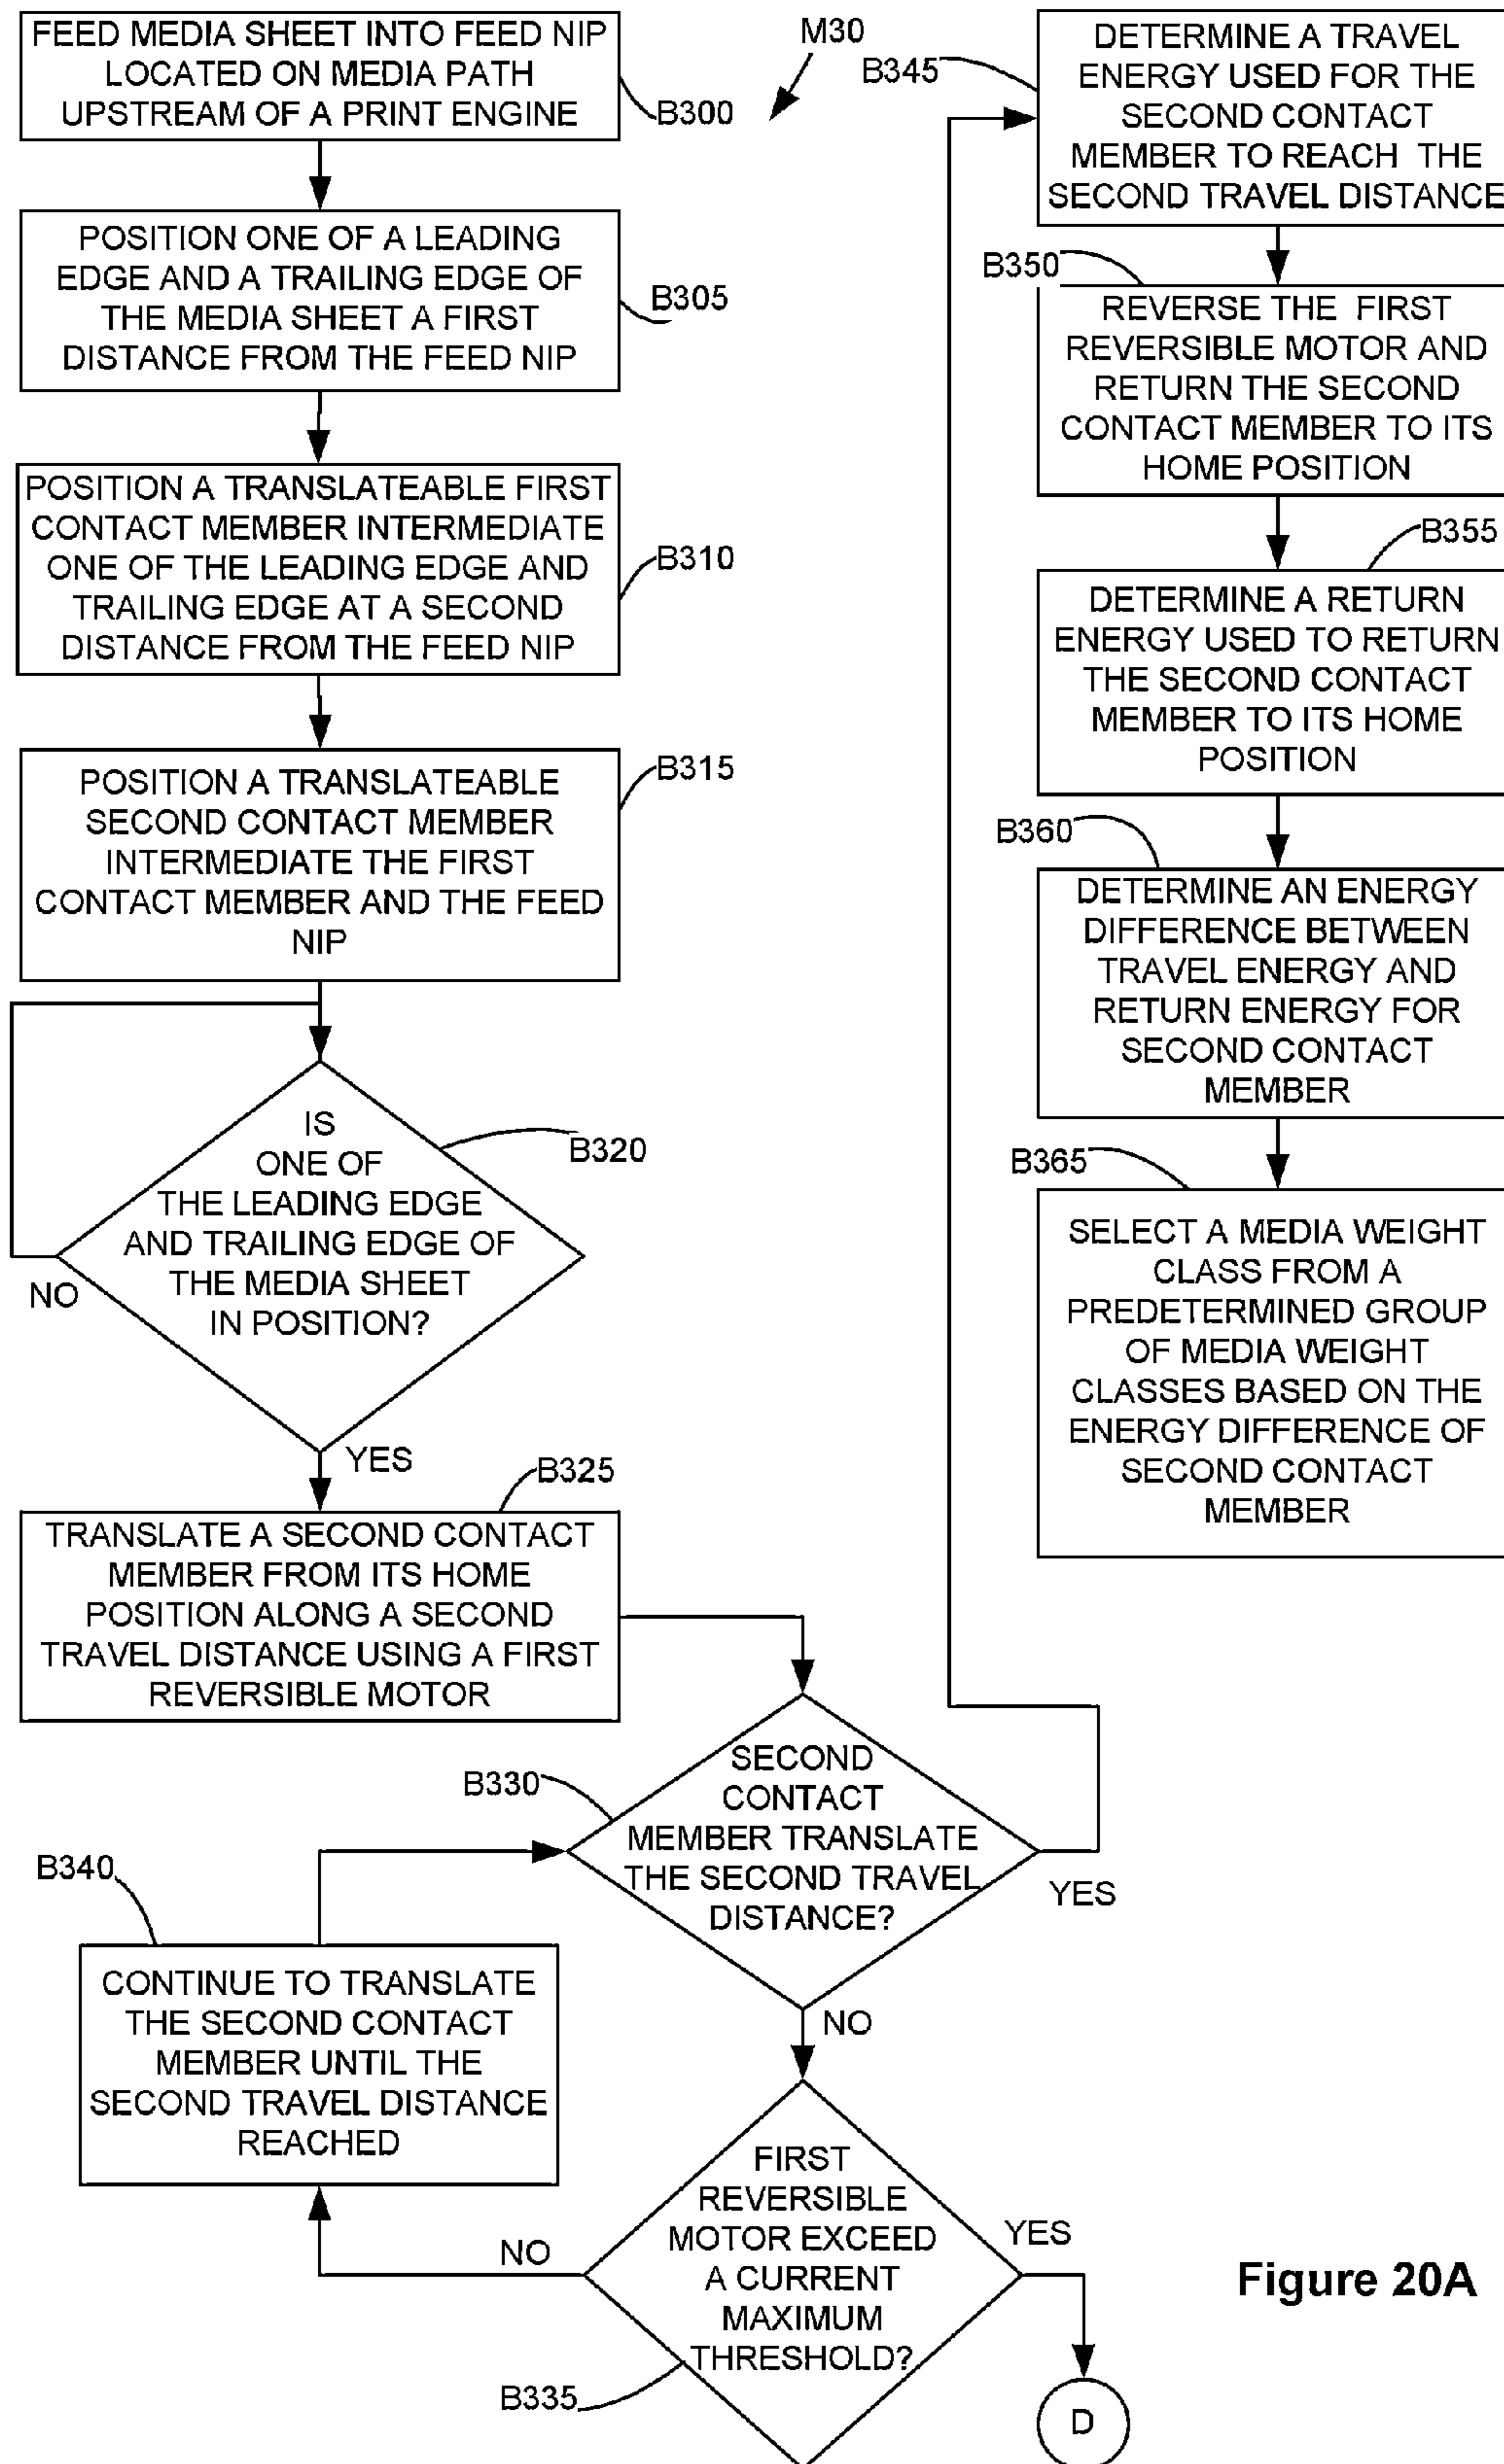 FEED MEDIA SHEET INTO FEED NIP
LOCATED ON MEDIA PATH
UPSTREAM OF A PRINT ENGINE
B300
M30
POSITION ONE OF A LEADING
EDGE AND A TRAILING EDGE OF
THE MEDIA SHEET A FIRST
DISTANCE FROM THE FEED NIP
B305
POSITION A TRANSLATEABLE FIRST
CONTACT MEMBER INTERMEDIATE
ONE OF THE LEADING EDGE AND
TRAILING EDGE AT A SECOND
DISTANCE FROM THE FEED NIP
B310
POSITION A TRANSLATEABLE
SECOND CONTACT MEMBER
INTERMEDIATE THE FIRST
CONTACT MEMBER AND THE FEED
NIP
B315
IS
ONE OF
THE LEADING EDGE
AND TRAILING EDGE OF
THE MEDIA SHEET
IN POSITION?
B320
NO
YES
TRANSLATE A SECOND CONTACT
MEMBER FROM ITS HOME
POSITION ALONG A SECOND
TRAVEL DISTANCE USING A FIRST
REVERSIBLE MOTOR
B325
SECOND
CONTACT
MEMBER TRANSLATE
THE SECOND TRAVEL
DISTANCE?
B330
YES
NO
B340
CONTINUE TO TRANSLATE
THE SECOND CONTACT
MEMBER UNTIL THE
SECOND TRAVEL DISTANCE
REACHED
FIRST
REVERSIBLE
MOTOR EXCEED
A CURRENT
MAXIMUM
THRESHOLD?
B335
NO
YES
D
B345
DETERMINE A TRAVEL
ENERGY USED FOR THE
SECOND CONTACT
MEMBER TO REACH THE
SECOND TRAVEL DISTANCE
B350
REVERSE THE FIRST
REVERSIBLE MOTOR AND
RETURN THE SECOND
CONTACT MEMBER TO ITS
HOME POSITION
B355
DETERMINE A RETURN
ENERGY USED TO RETURN
THE SECOND CONTACT
MEMBER TO ITS HOME
POSITION
B360
DETERMINE AN ENERGY
DIFFERENCE BETWEEN
TRAVEL ENERGY AND
RETURN ENERGY FOR
SECOND CONTACT
MEMBER
B365
SELECT A MEDIA WEIGHT
CLASS FROM A
PREDETERMINED GROUP
OF MEDIA WEIGHT
CLASSES BASED ON THE
ENERGY DIFFERENCE OF
SECOND CONTACT
MEMBER
Figure 20A